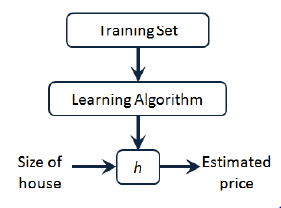 Training Set
Learning Algorithm
Size of
house
h
Estimated
price